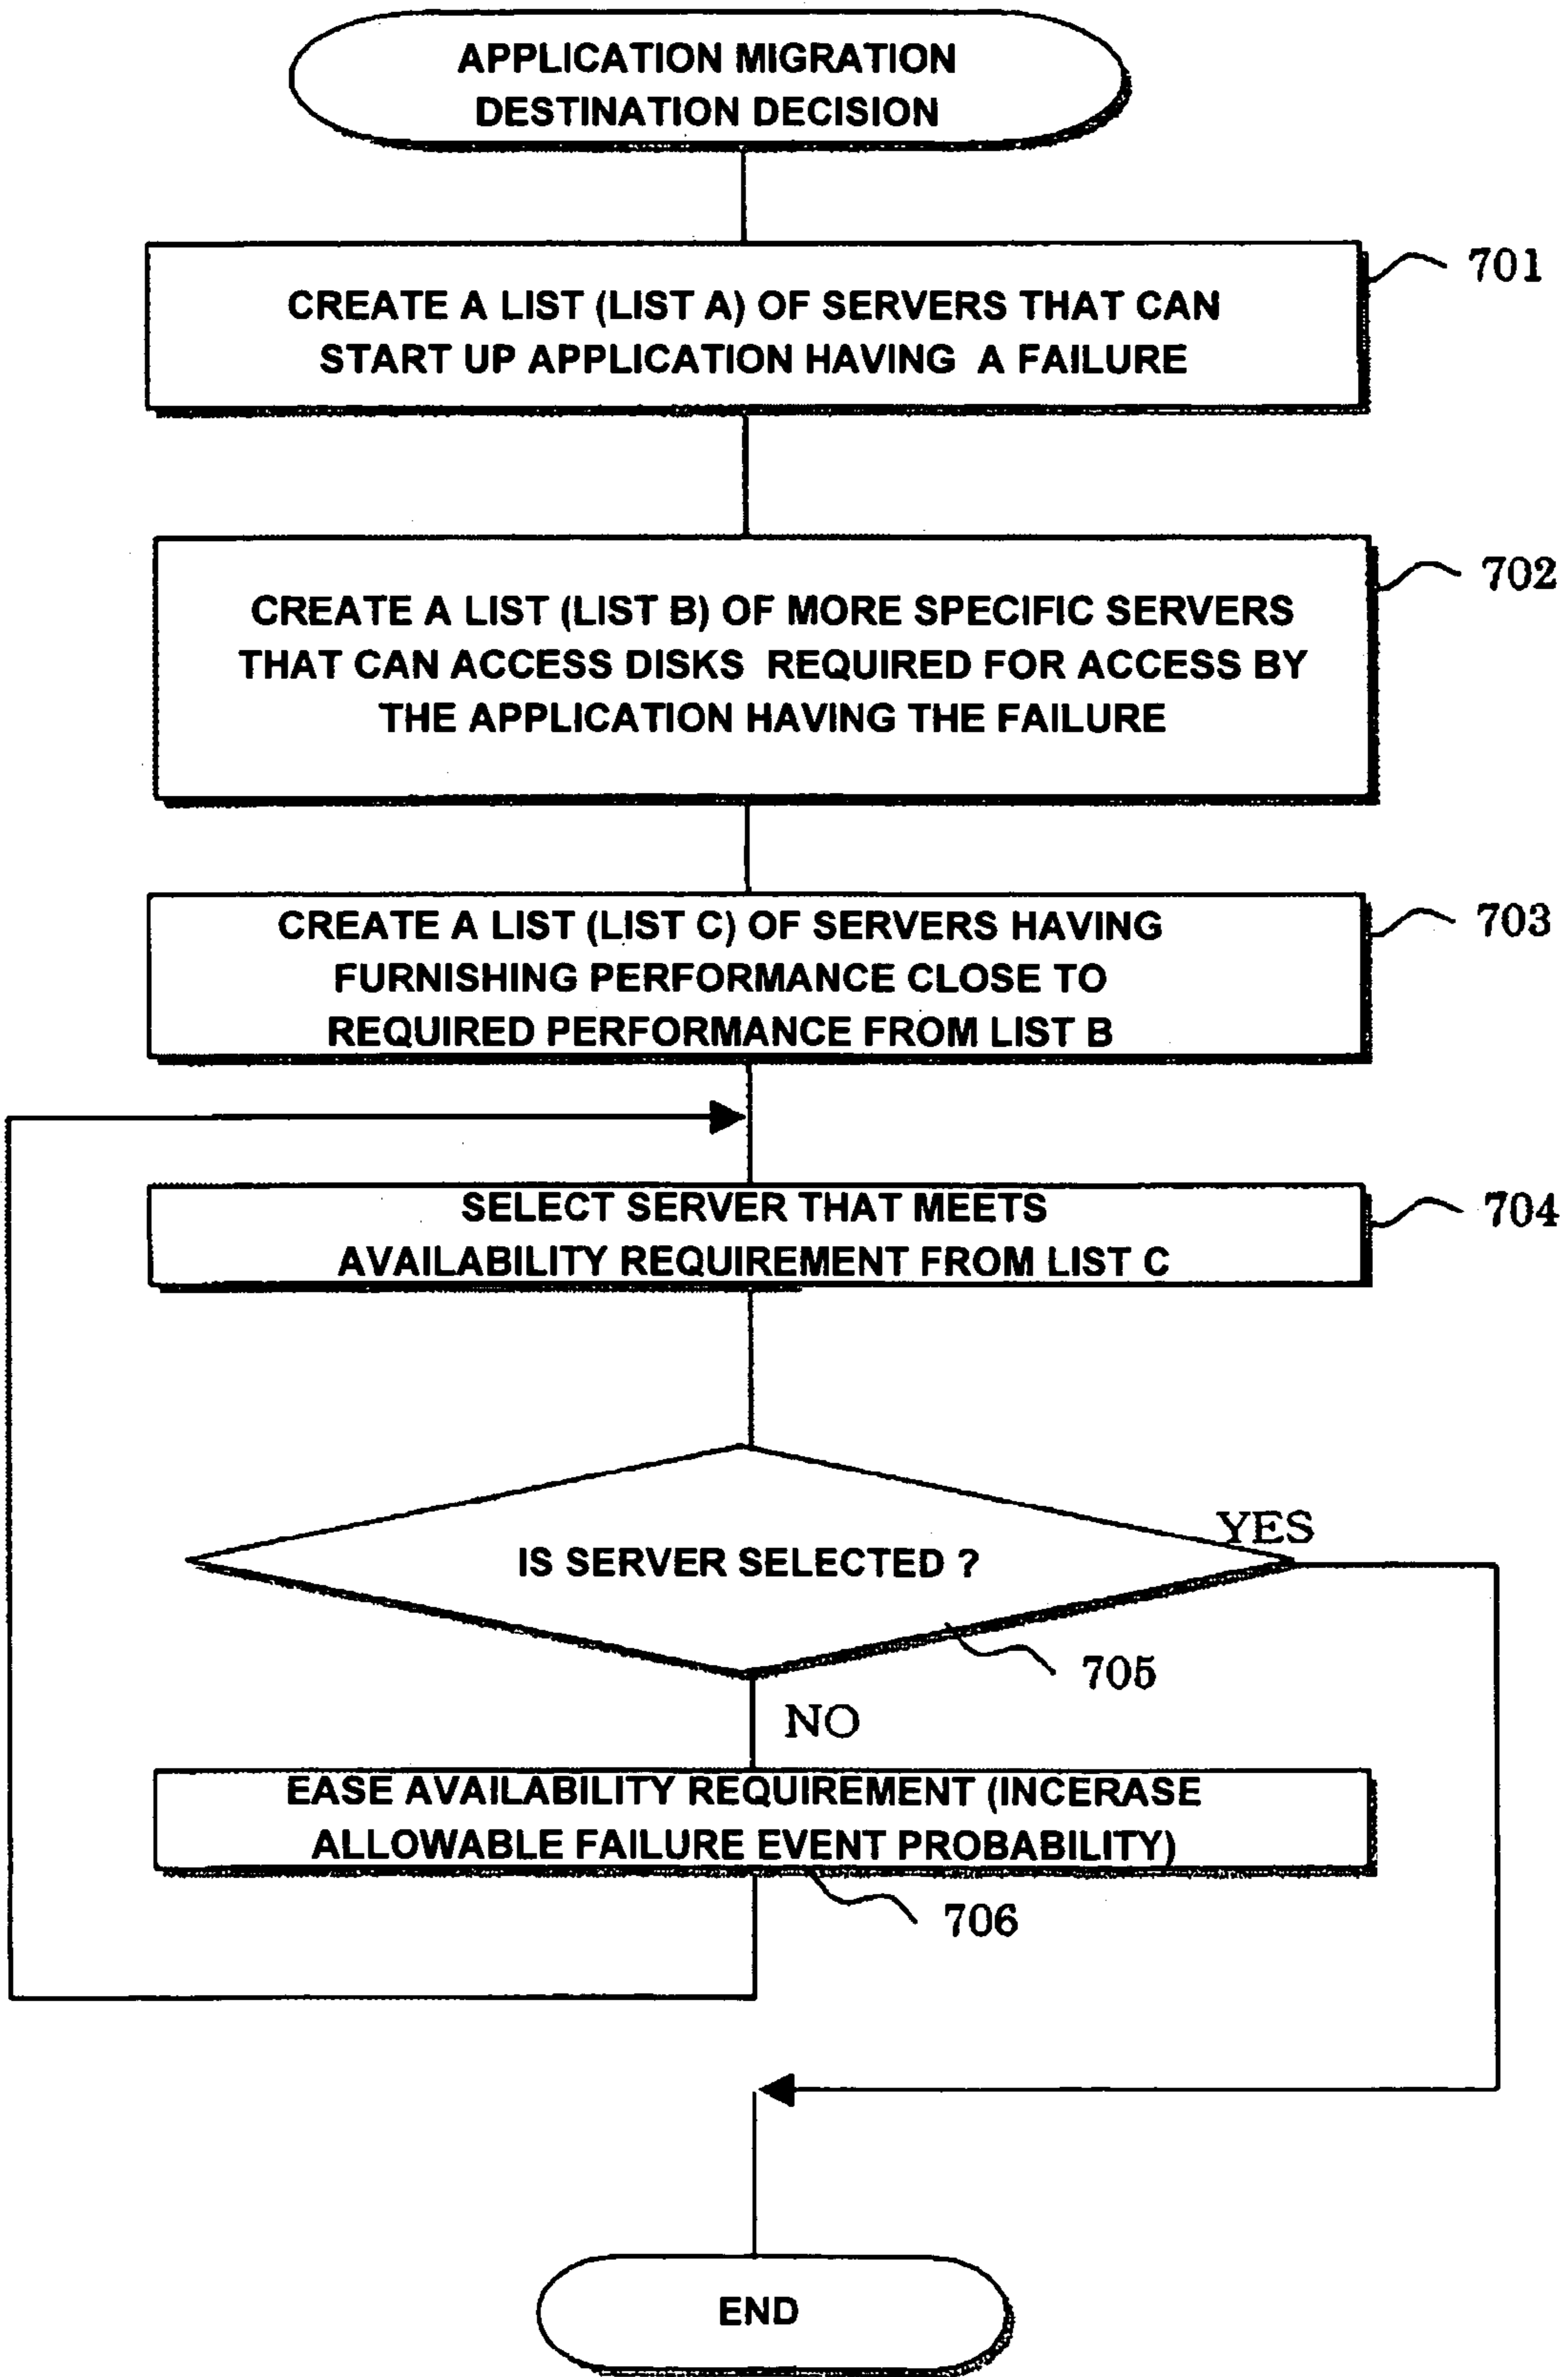 APPLICATION MIGRATION
DESTINATION DECISION
CREATE A LIST (LIST A) OF SERVERS THAT CAN
START UP APPLICATION HAVING A FAILURE
701
CREATE A LIST (LIST B) OF MORE SPECIFIC SERVERS
THAT CAN ACCESS DISKS REQUIRED FOR ACCESS BY
THE APPLICATION HAVING THE FAILURE
702
CREATE A LIST (LIST C) OF SERVERS HAVING
FURNISHING PERFORMANCE CLOSE TO
REQUIRED PERFORMANCE FROM LIST B
703
SELECT SERVER THAT MEETS
AVAILABILITY REQUIREMENT FROM LIST C
704
YES
IS SERVER SELECTED ?
705
NO
EASE AVAILABILITY REQUIREMENT (INCERASE
ALLOWABLE FAILURE EVENT PROBABILITY)
706
END